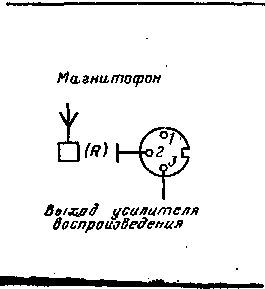 Магнитофон
1
(R) 2
3
Выход усилителя
воспроизведения